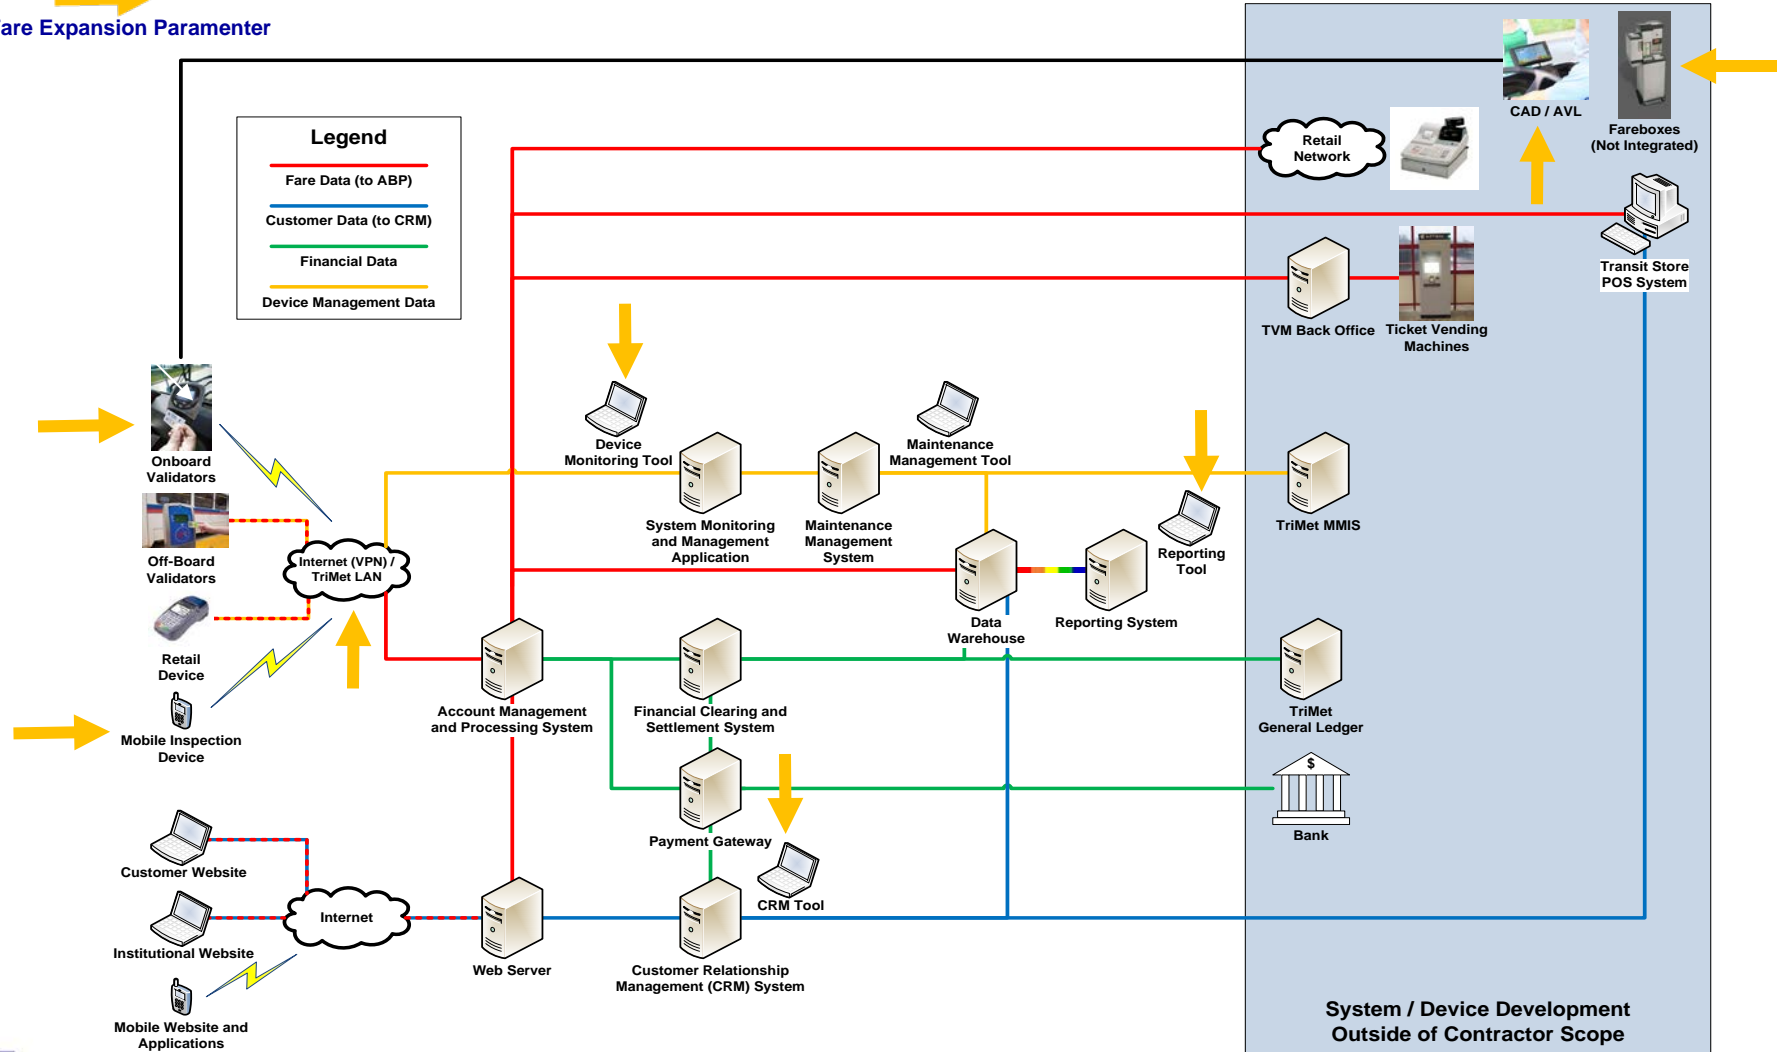 are Expansion Paramenter
CAD / AVL
Fareboxes
(Not Integrated)
Legend
Fare Data (to ABP)
Customer Data (to CRM)
Financial Data
Device Management Data
Retail
Network
Transit Store
POS System
TVM Back Office
Ticket Vending
Machines
Onboard
Validators
Device
Monitoring Tool
Maintenance
Management Tool
System Monitoring
and Management
Application
Maintenance
Management
System
Reporting
Tool
TriMet MMIS
Off-Board
Validators
Internet (VPN) /
TriMet LAN
Data
Warehouse
Reporting System
Retail
Device
Account Management
and Processing System
Financial Clearing and
Settlement System
TriMet
General Ledger
Mobile Inspection
Device
$
Bank
Payment Gateway
Customer Website
CRM Tool
Internet
Institutional Website
Web Server
Customer Relationship
Management (CRM) System
Mobile Website and
Applications
System / Device Development
Outside of Contractor Scope